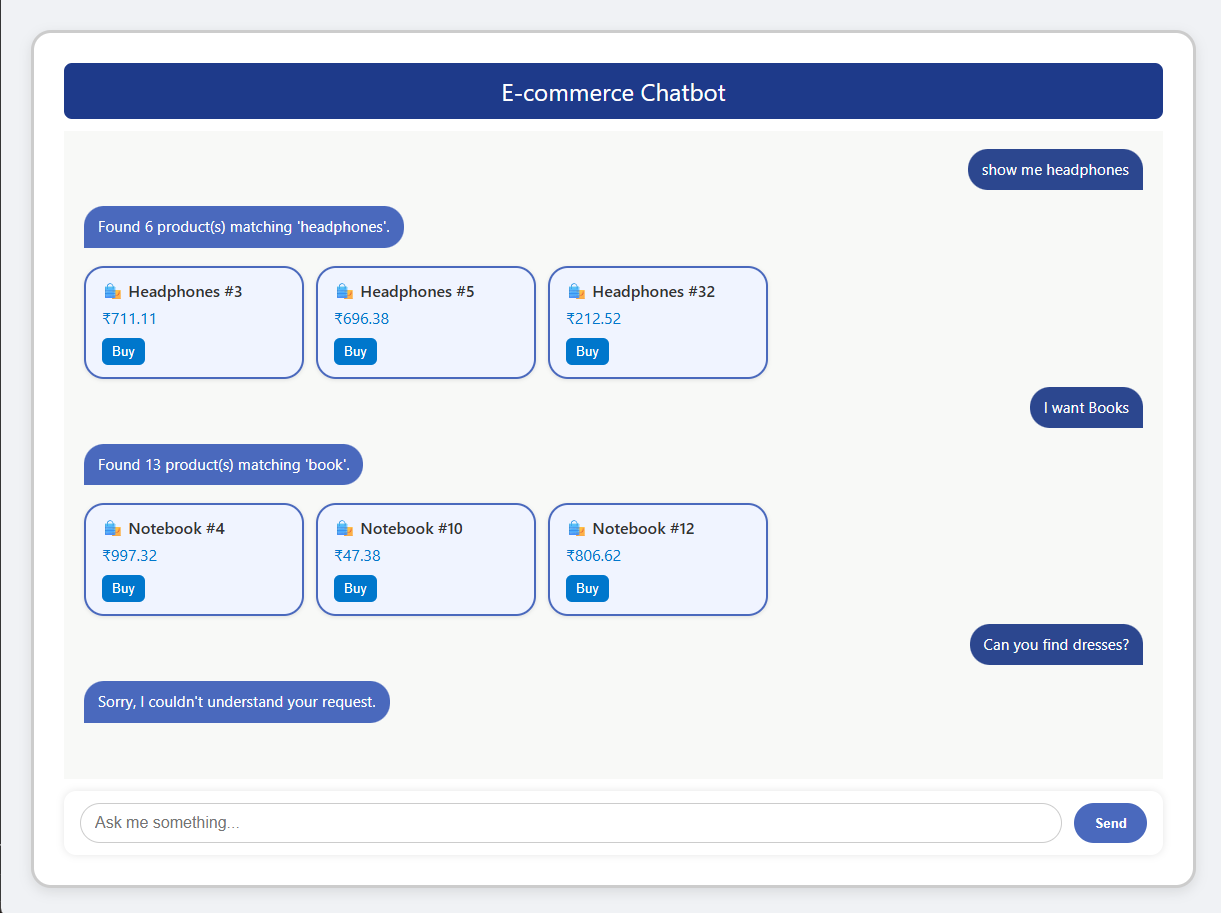 E-commerce Chatbot
show me headphones
Found 6 product(s) matching 'headphones'.
Headphones #3
₹711.11
Buy
Headphones #5
₹696.38
Buy
Headphones #32
₹212.52
Buy
I want Books
Found 13 product(s) matching 'book'.
Notebook #4
₹997.32
Buy
Notebook #10
₹47.38
Buy
Notebook #12
₹806.62
Buy
Can you find dresses?
Sorry, I couldn't understand your request.
Ask me something...
Send